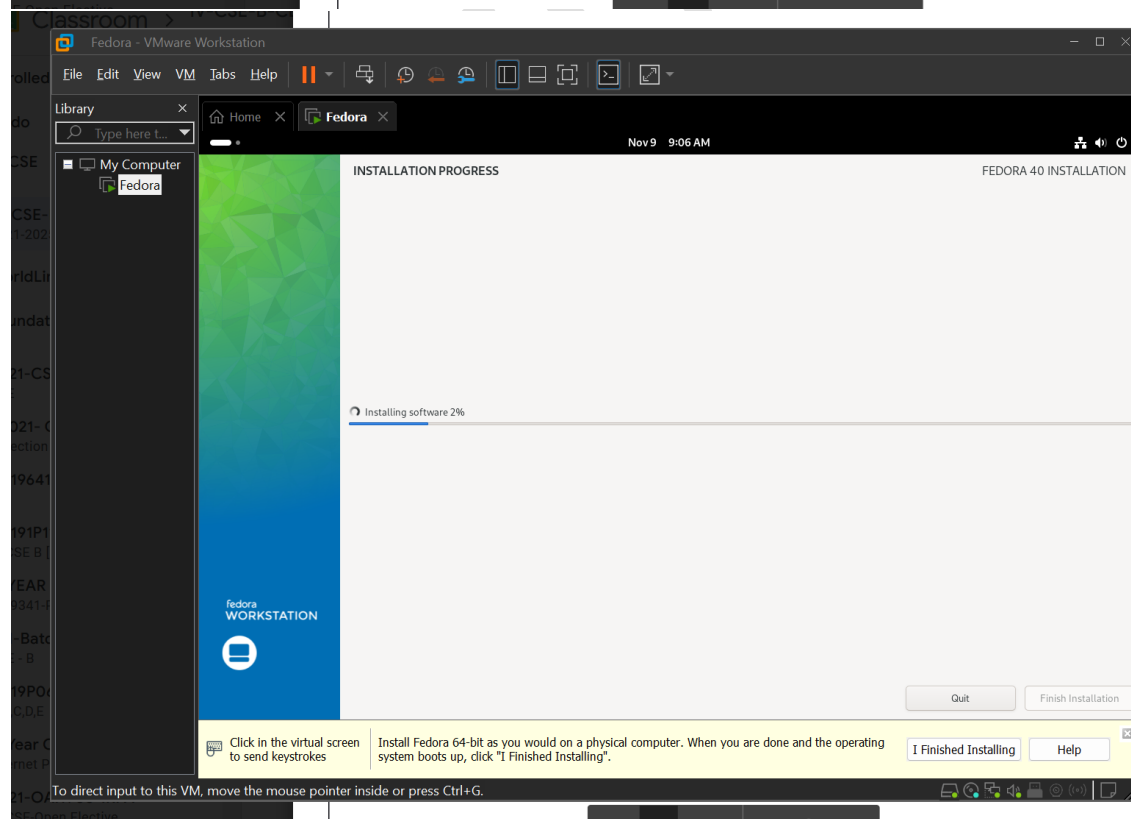 Classroom >
Fedora - VMware Workstation
File Edit View VM Tabs Help
Library
Type here t...
My Computer
Fedora
Home
Fedora
Nov 9 9:06 AM
INSTALLATION PROGRESS
FEDORA 40 INSTALLATION
Installing software 2%
fedora
WORKSTATION
Quit
Finish Installation
Click in the virtual screen
to send keystrokes
Install Fedora 64-bit as you would on a physical computer. When you are done and the operating
system boots up, click "I Finished Installing".
I Finished Installing
Help
To direct input to this VM, move the mouse pointer inside or press Ctrl+G.